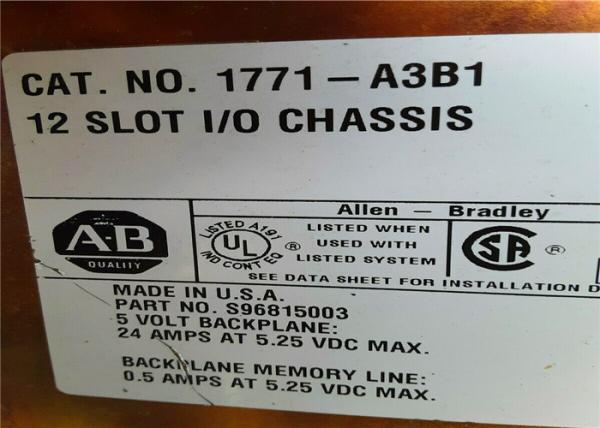 CAT. NO. 1771-A3B1
12 SLOT I/O CHASSIS
Allen - Bradley
A-B
QUALITY
LISTED A191
UL
IND CONT EQ
®
LISTED WHEN
USED WITH
LISTED SYSTEM
SA
®
SEE DATA SHEET FOR INSTALLATION
MADE IN U.S.A.
PART NO. S96815003
5 VOLT BACKPLANE:
24 AMPS AT 5.25 VDC MAX.
BACKPLANE MEMORY LINE:
0.5 AMPS AT 5.25 VDC MAX.